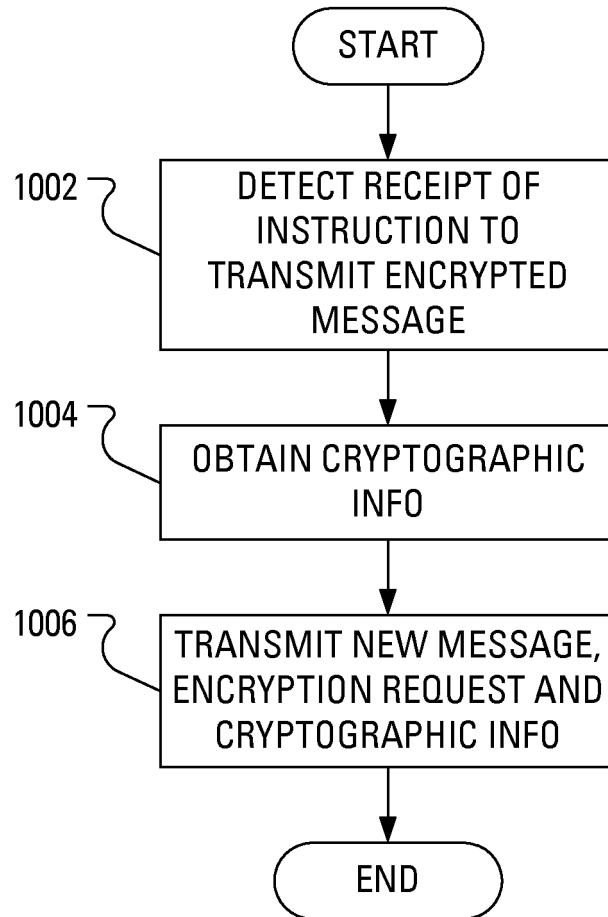 START
1002
DETECT RECEIPT OF
INSTRUCTION TO
TRANSMIT ENCRYPTED
MESSAGE
1004
OBTAIN CRYPTOGRAPHIC
INFO
1006
TRANSMIT NEW MESSAGE,
ENCRYPTION REQUEST AND
CRYPTOGRAPHIC INFO
END